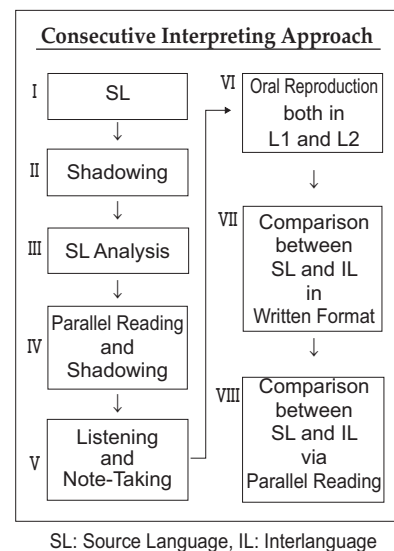 Consecutive Interpreting Approach
I
SL
↓
II
Shadowing
↓
III
SL Analysis
↓
IV
Parallel Reading
and
Shadowing
↓
V
Listening
and
Note-Taking
VI
Oral Reproduction
both in
L1 and L2
↓
VII
Comparison
between
SL and IL
in
Written Format
↓
VIII
Comparison
between
SL and IL
via
Parallel Reading
SL: Source Language, IL: Interlanguage